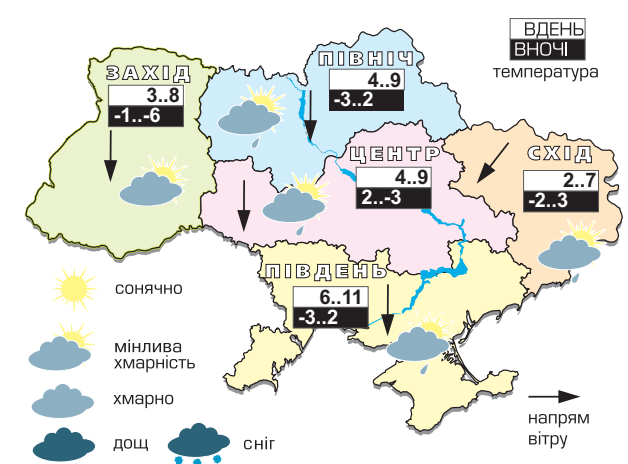 ВДЕНЬ
ВНОЧІ
температура
ЗАХІД
3..8
-1..-6
ПІВНІЧ
4..9
-3..2
ЦЕНТР
4..9
2..-3
СХІД
2..7
-2..3
ПІВДЕНЬ
6..11
-3..2
сонячно
мінлива
хмарність
хмарно
дощ
сніг
напрям
вітру